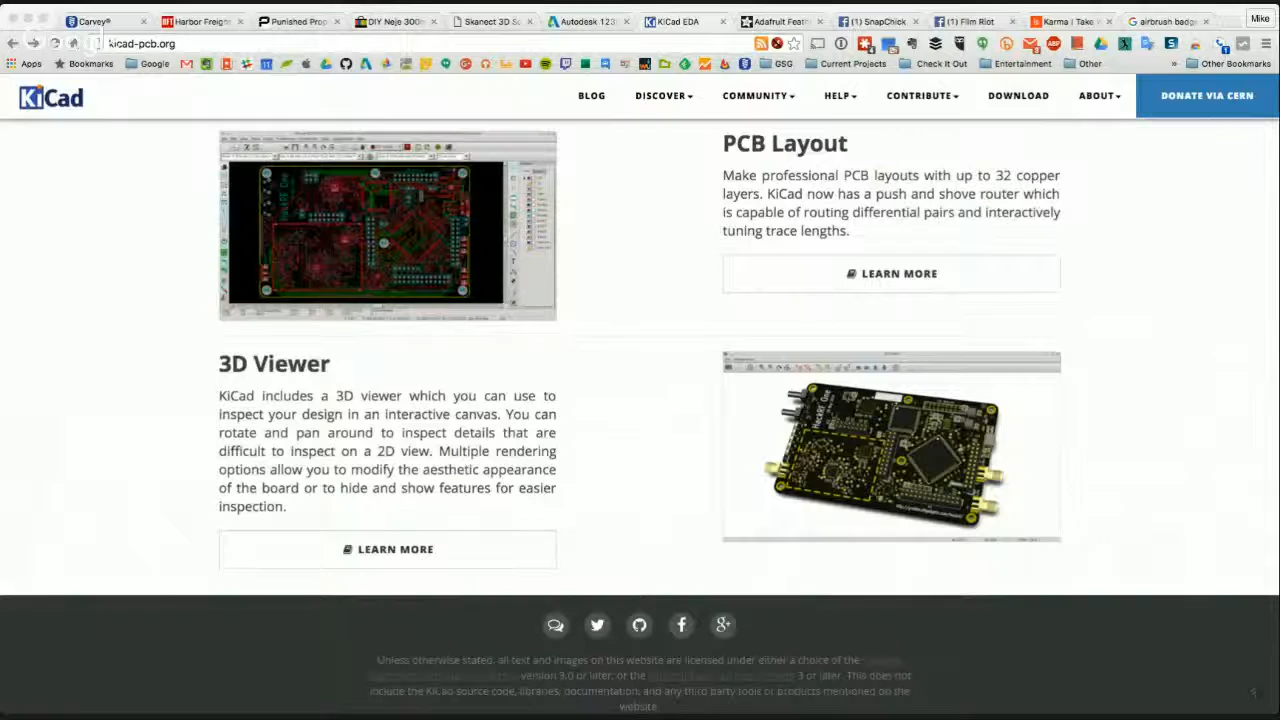 Carvey®
Harbor Freight
Punished Prop
DIY Neje 300
Skanect 3D S
Autodesk 123
KiCad EDA
Adafruit Feat
(1) SnapChick
(1) Film Riot
Karma | Take
airbrush badg
Mike
kicad-pcb.org
Apps
Bookmarks
Google
GSG
Current Projects
Check It Out
Entertainment
Other
»
Other Bookmarks
KiCad
BLOG
DISCOVER
COMMUNITY
HELP
CONTRIBUTE
DOWNLOAD
ABOUT
DONATE VIA CERN
PCB Layout
Make professional PCB layouts with up to 32 copper
layers. KiCad now has a push and shove router which
is capable of routing differential pairs and interactively
tuning trace lengths.
LEARN MORE
3D Viewer
KiCad includes a 3D viewer which you can use to
inspect your design in an interactive canvas. You can
rotate and pan around to inspect details that are
difficult to inspect on a 2D view. Multiple rendering
options allow you to modify the aesthetic appearance
of the board or to hide and show features for easier
inspection.
LEARN MORE
HackRF One
Unless otherwise stated, all text and images on this website are licensed under either a choice of the
version 3.0 or later, or the 3 or later. This does not
include the KiCad source code, libraries, documentation, and any third party tools or products mentioned on the
website.